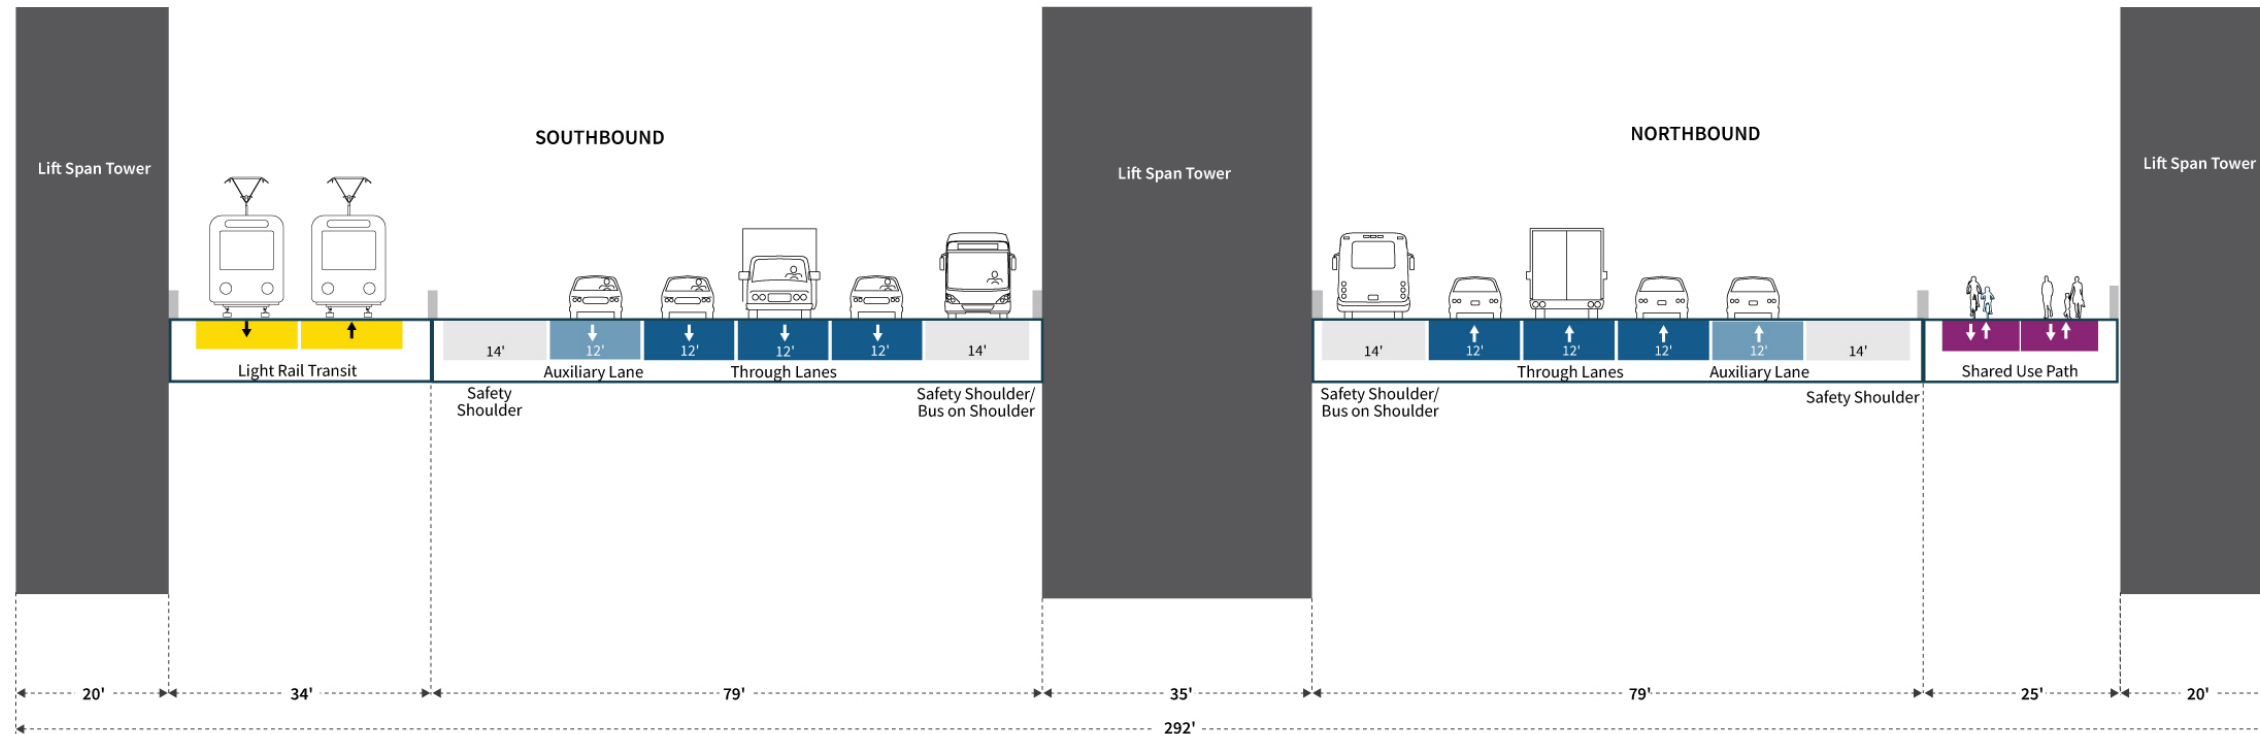 SOUTHBOUND
NORTHBOUND
Lift Span Tower
Lift Span Tower
Lift Span Tower
14'
12'
12'
12'
12'
14'
14'
12'
12'
12'
12'
14'
Light Rail Transit
Auxiliary Lane
Through Lanes
Through Lanes
Auxiliary Lane
Shared Use Path
Safety
Shoulder
Safety Shoulder/
Bus on Shoulder
Safety Shoulder/
Bus on Shoulder
Safety Shoulder
20'
34'
79'
35'
79'
25'
20'
292'